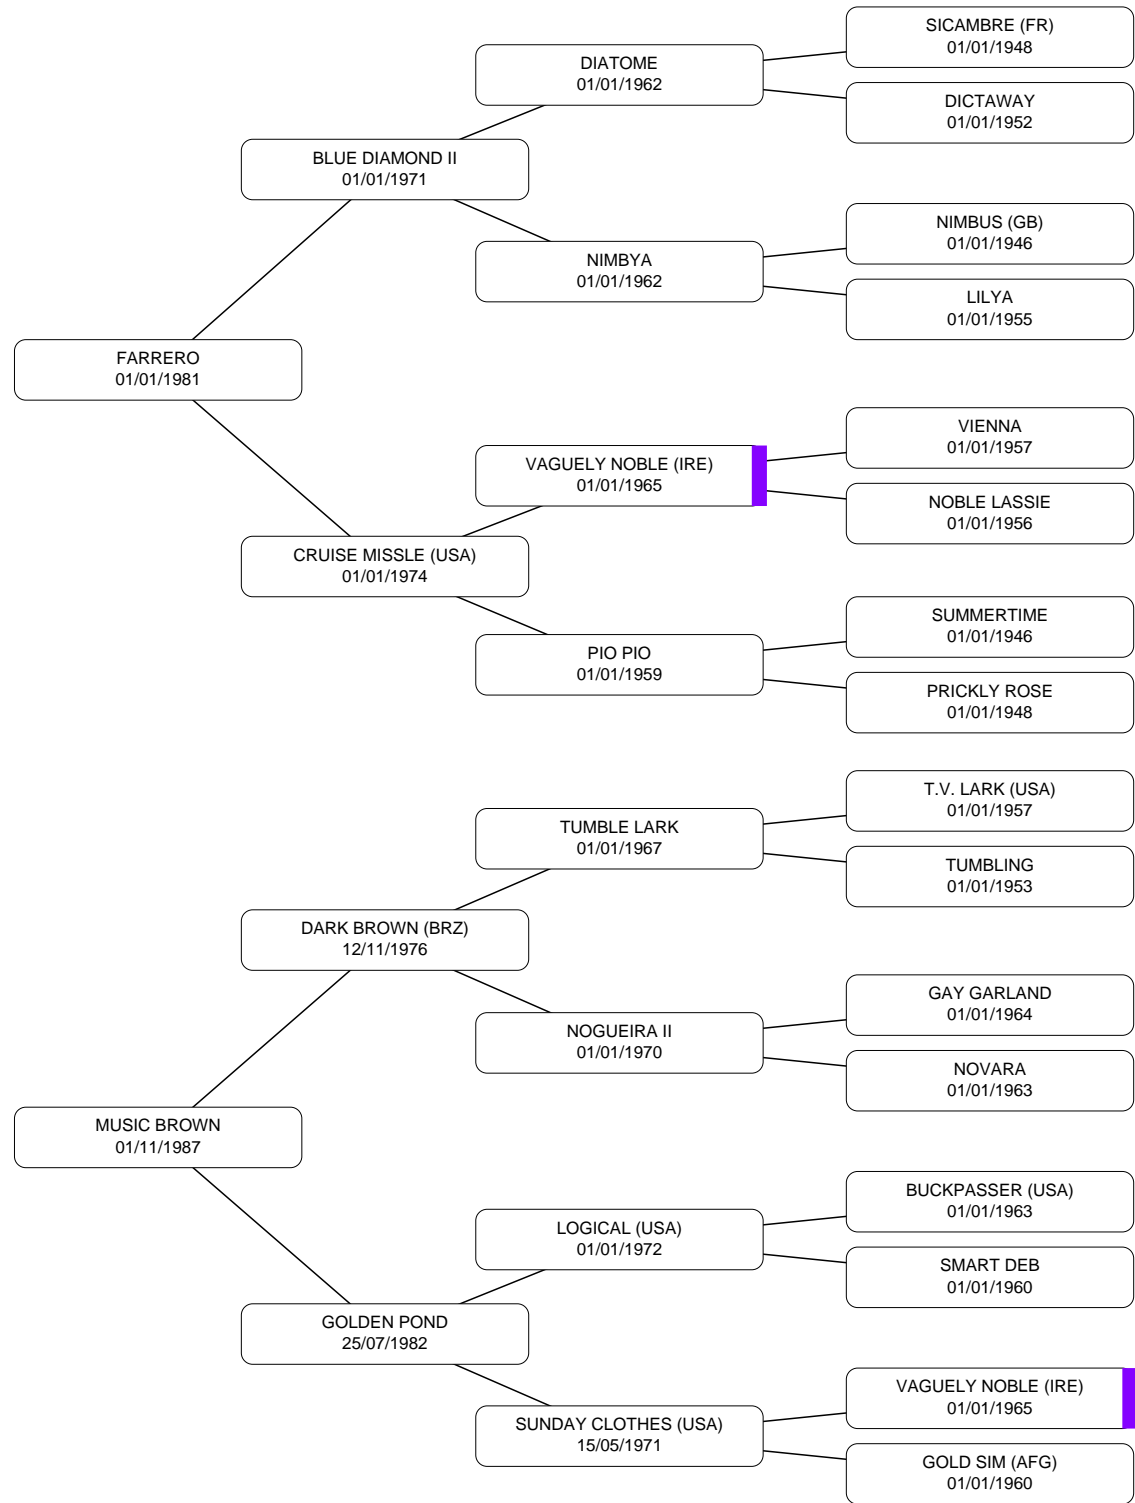 SICAMBRE (FR)
01/01/1948
DIATOME
01/01/1962
DICTAWAY
01/01/1952
BLUE DIAMOND II
01/01/1971
NIMBUS (GB)
01/01/1946
NIMBYA
01/01/1962
LILYA
01/01/1955
FARRERO
01/01/1981
VIENNA
01/01/1957
VAGUELY NOBLE (IRE)
01/01/1965
NOBLE LASSIE
01/01/1956
CRUISE MISSLE (USA)
01/01/1974
SUMMERTIME
01/01/1946
PIO PIO
01/01/1959
PRICKLY ROSE
01/01/1948
T.V. LARK (USA)
01/01/1957
TUMBLE LARK
01/01/1967
TUMBLING
01/01/1953
DARK BROWN (BRZ)
12/11/1976
GAY GARLAND
01/01/1964
NOGUEIRA II
01/01/1970
NOVARA
01/01/1963
MUSIC BROWN
01/11/1987
BUCKPASSER (USA)
01/01/1963
LOGICAL (USA)
01/01/1972
SMART DEB
01/01/1960
GOLDEN POND
25/07/1982
VAGUELY NOBLE (IRE)
01/01/1965
SUNDAY CLOTHES (USA)
15/05/1971
GOLD SIM (AFG)
01/01/1960